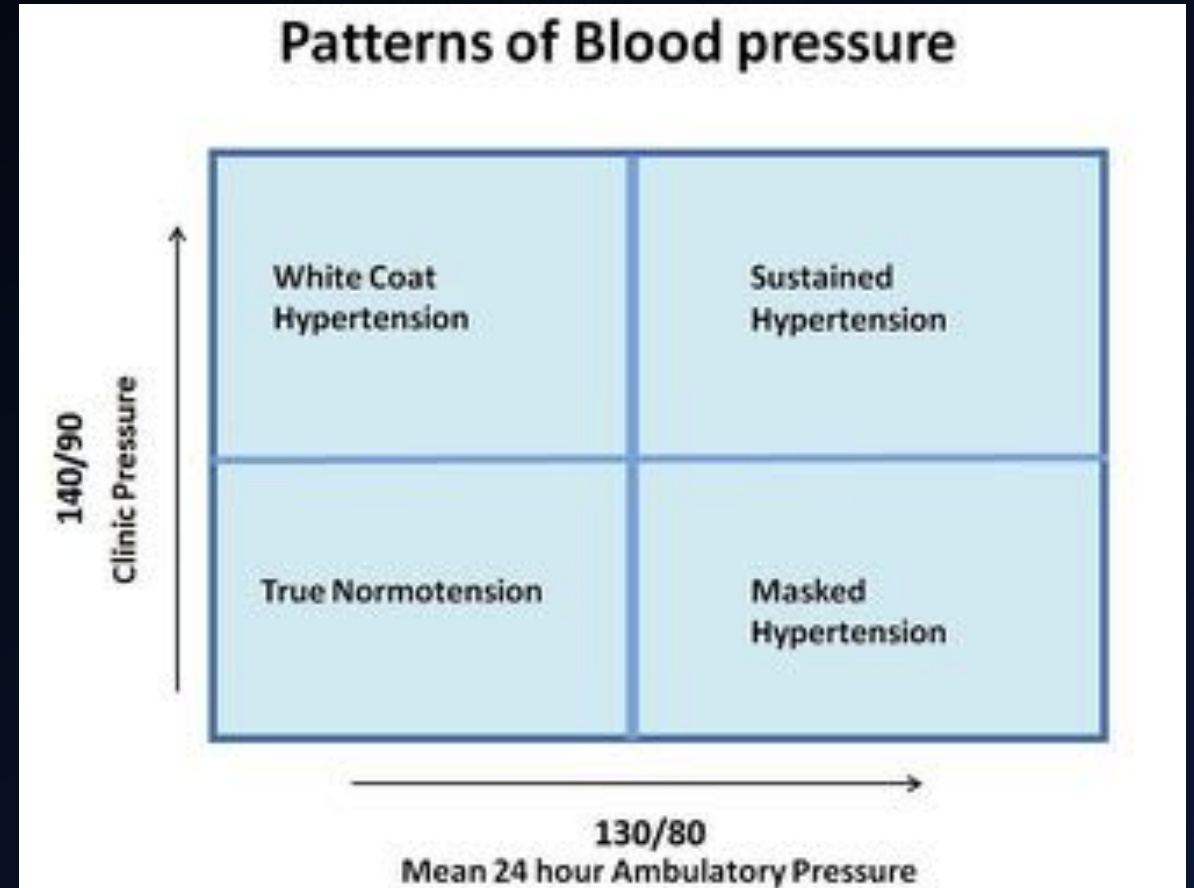 Patterns of Blood pressure
White Coat
Hypertension
Sustained
Hypertension
140/90
Clinic Pressure
True Normotension
Masked
Hypertension
130/80
Mean 24 hour Ambulatory Pressure